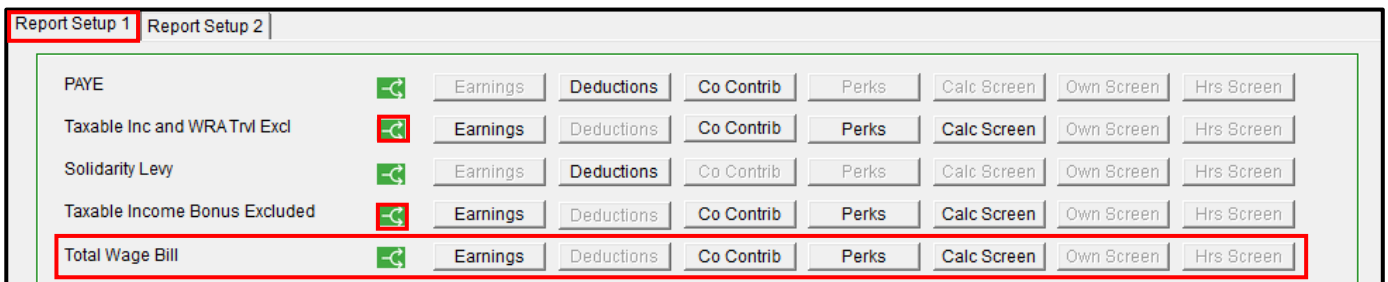 Report Setup 1 Report Setup 2
PAYE Earnings Deductions Co Contrib Perks Calc Screen Own Screen Hrs Screen
Taxable Inc and WRA Trvl Excl Earnings Deductions Co Contrib Perks Calc Screen Own Screen Hrs Screen
Solidarity Levy Earnings Deductions Co Contrib Perks Calc Screen Own Screen Hrs Screen
Taxable Income Bonus Excluded Earnings Deductions Co Contrib Perks Calc Screen Own Screen Hrs Screen
Total Wage Bill Earnings Deductions Co Contrib Perks Calc Screen Own Screen Hrs Screen